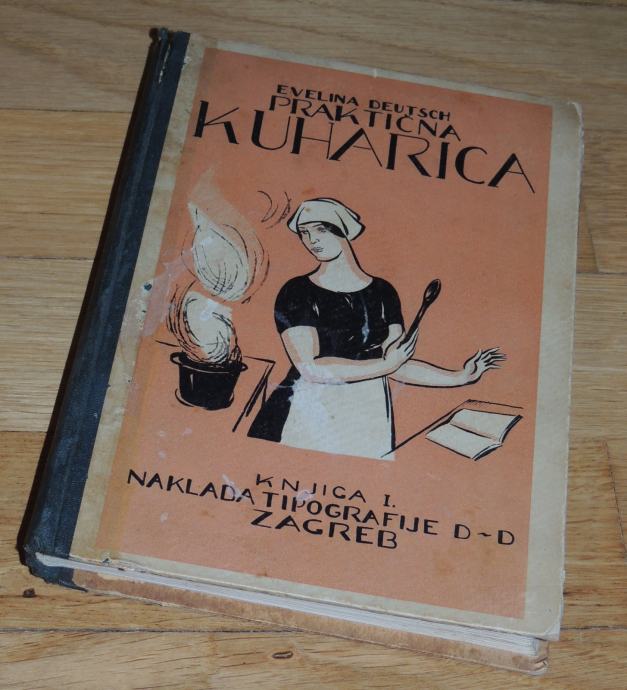 EVELINA DEUTSCH
PRAKTIČNA
KUHARICA
KNJIGA I.
NAKLADA TIPOGRAFIJE D~D
ZAGREB